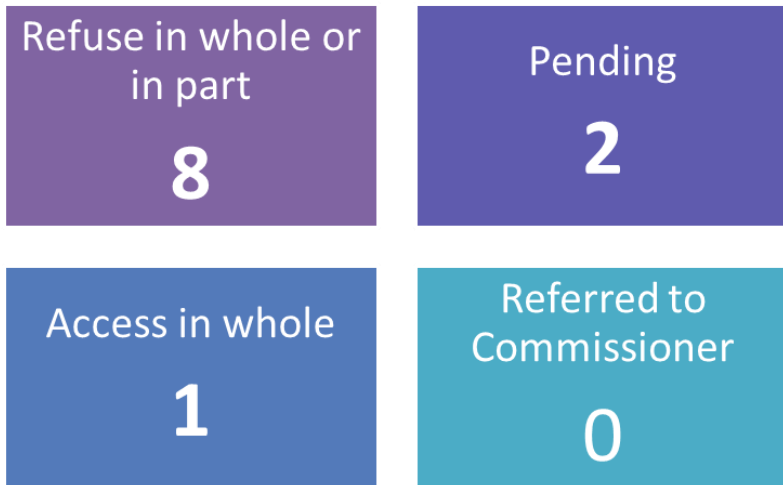 Refuse in whole or
in part
8
Pending
2
Access in whole
1
Referred to
Commissioner
0